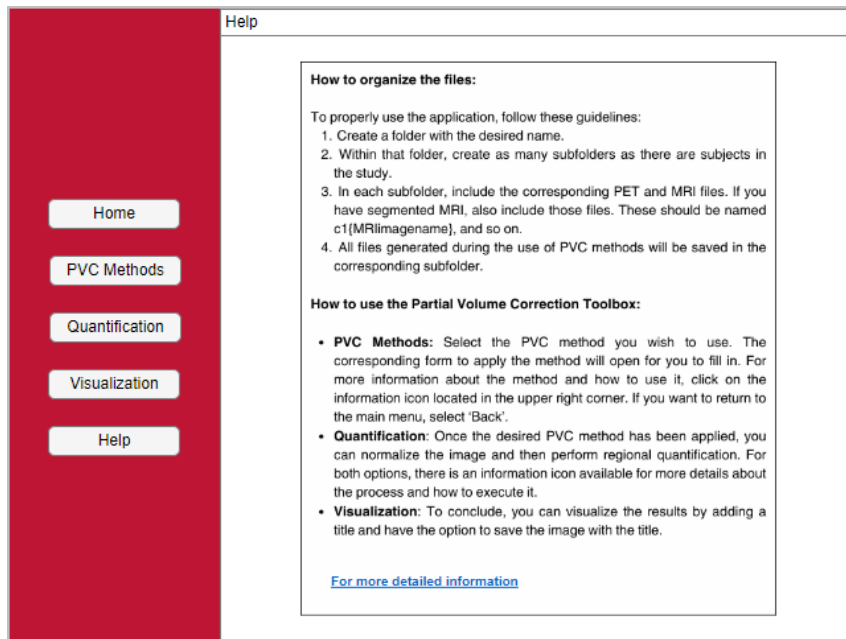 Help
Home
PVC Methods
Quantification
Visualization
Help
How to organize the files:
To properly use the application, follow these guidelines:
1. Create a folder with the desired name.
2. Within that folder, create as many subfolders as there are subjects in
the study.
3. In each subfolder, include the corresponding PET and MRI files. If you
have segmented MRI, also include those files. These should be named
c1{MRIimagename}, and so on.
4. All files generated during the use of PVC methods will be saved in the
corresponding subfolder.
How to use the Partial Volume Correction Toolbox:
• PVC Methods: Select the PVC method you wish to use. The
corresponding form to apply the method will open for you to fill in. For
more information about the method and how to use it, click on the
information icon located in the upper right corner. If you want to return to
the main menu, select ‘Back’.
• Quantification: Once the desired PVC method has been applied, you
can normalize the image and then perform regional quantification. For
both options, there is an information icon available for more details about
the process and how to execute it.
• Visualization: To conclude, you can visualize the results by adding a
title and have the option to save the image with the title.
For more detailed information